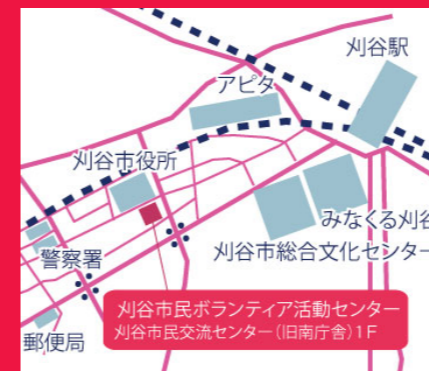 刈谷駅
アピタ
刈谷市役所
みなくる刈谷
刈谷市総合文化センター
警察署
刈谷市民ボランティア活動センター
刈谷市民交流センター(旧南庁舎)1F
郵便局